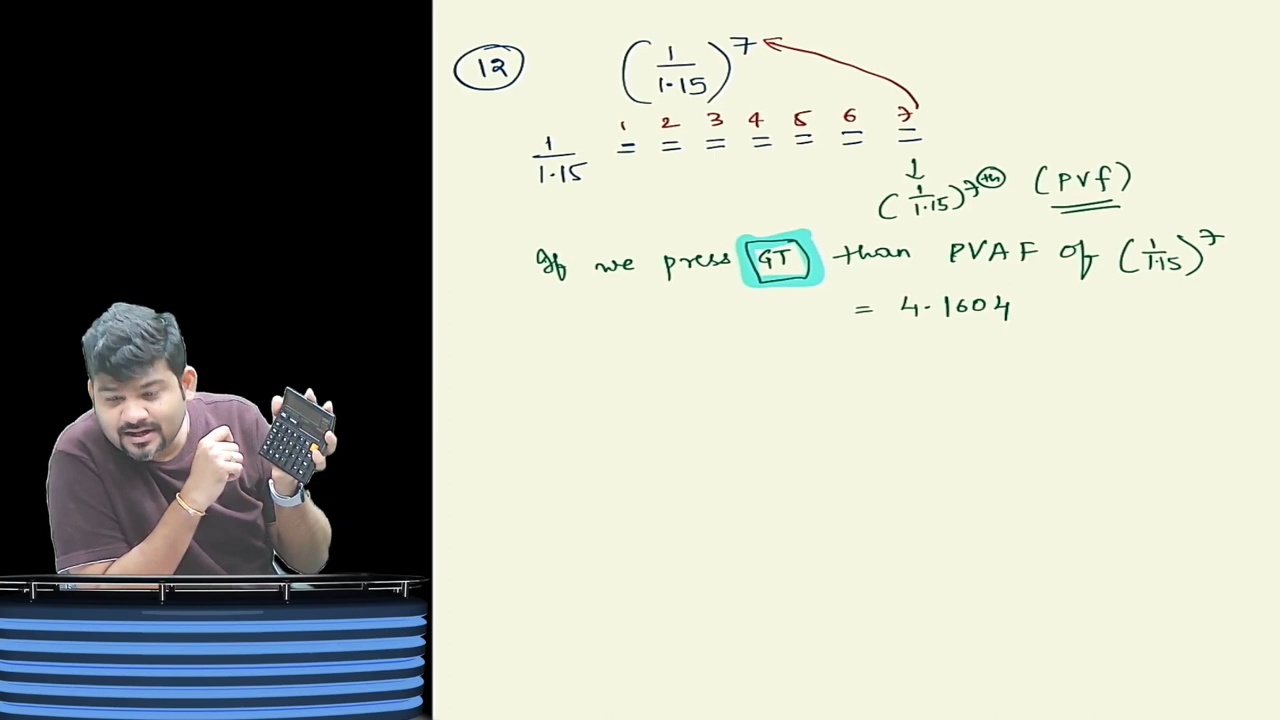 12 (1/1.15)^7
1 2 3 4 5 6 7
1/1.15 = = = = = = =
↓
(1/1.15)^7th (PVf)
If we press GT than PVAF of (1/1.15)^7
= 4.1604